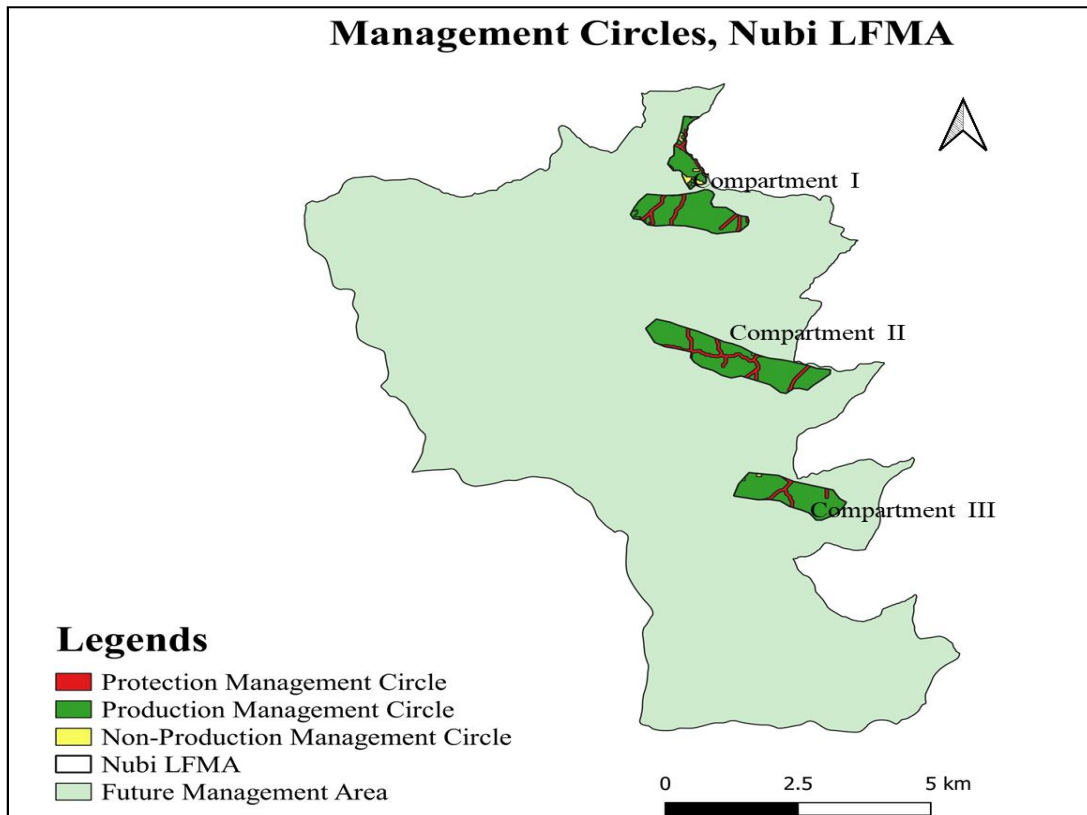 Management Circles, Nubi LFMA
Compartment I
Compartment II
Compartment III
Legends
Protection Management Circle
Production Management Circle
Non-Production Management Circle
Nubi LFMA
Future Management Area
0 2.5 5 km